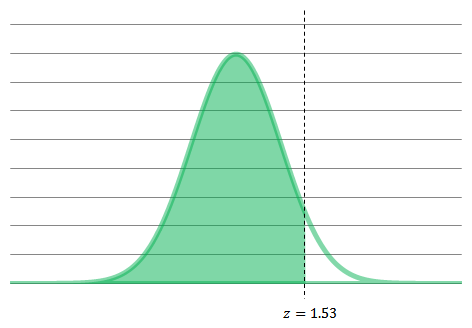 z = 1.53